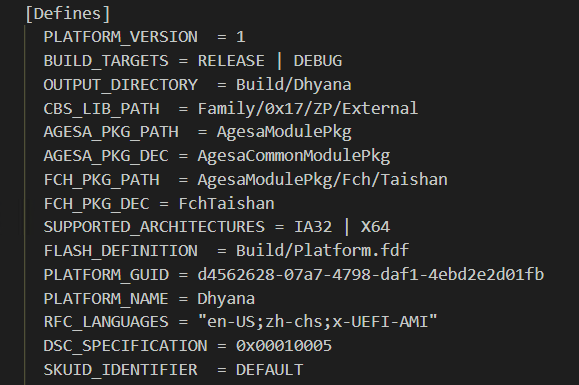 [Defines]
PLATFORM_VERSION = 1
BUILD_TARGETS = RELEASE | DEBUG
OUTPUT_DIRECTORY = Build/Dhyana
CBS_LIB_PATH = Family/0x17/ZP/External
AGESA_PKG_PATH = AgesaModulePkg
AGESA_PKG_DEC = AgesaCommonModulePkg
FCH_PKG_PATH = AgesaModulePkg/Fch/Taishan
FCH_PKG_DEC = FchTaishan
SUPPORTED_ARCHITECTURES = IA32 | X64
FLASH_DEFINITION = Build/Platform.fdf
PLATFORM_GUID = d4562628-07a7-4798-daf1-4ebd2e2d01fb
PLATFORM_NAME = Dhyana
RFC_LANGUAGES = "en-US;zh-chs;x-UEFI-AMI"
DSC_SPECIFICATION = 0x00010005
SKUID_IDENTIFIER = DEFAULT